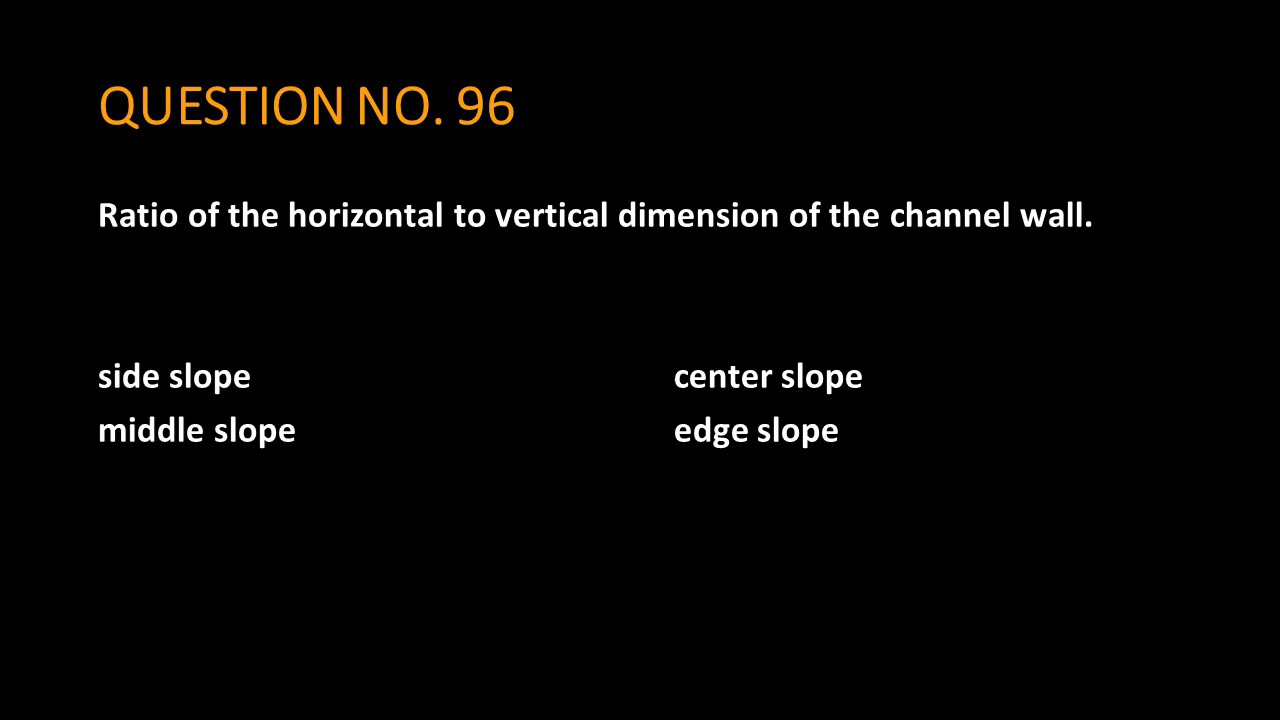 QUESTION NO. 96
Ratio of the horizontal to vertical dimension of the channel wall.
side slope
center slope
middle slope
edge slope